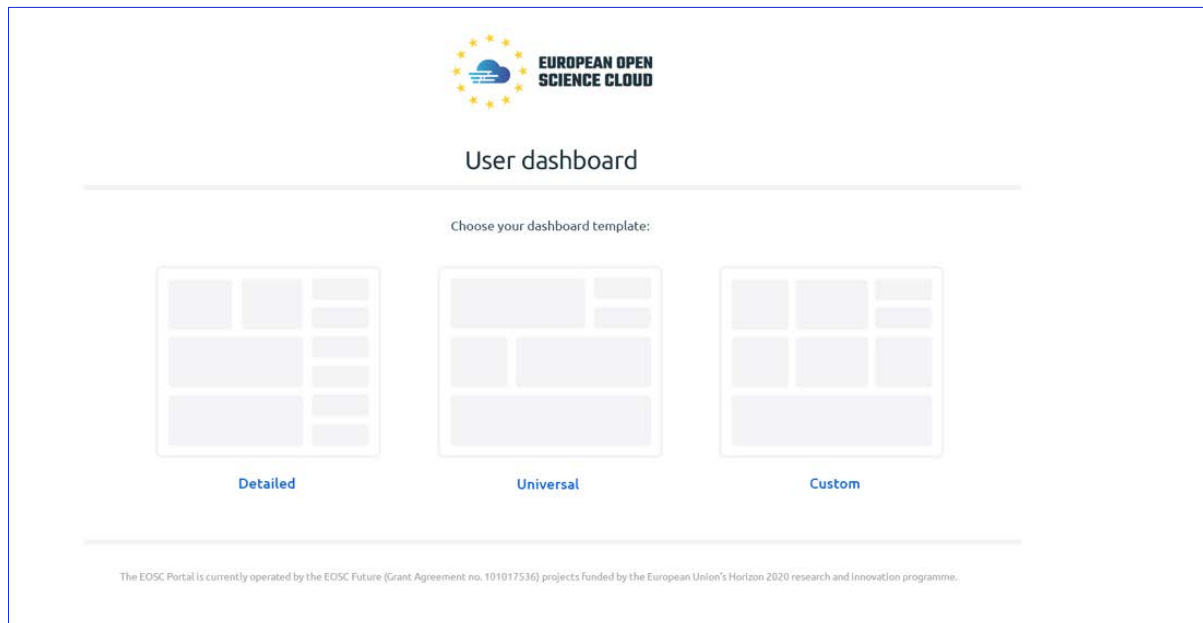 EUROPEAN OPEN
SCIENCE CLOUD
User dashboard
Choose your dashboard template:
Detailed
Universal
Custom
The EOSC Portal is currently operated by the EOSC Future (Grant Agreement no. 101017536) projects funded by the European Union's Horizon 2020 research and innovation programme.